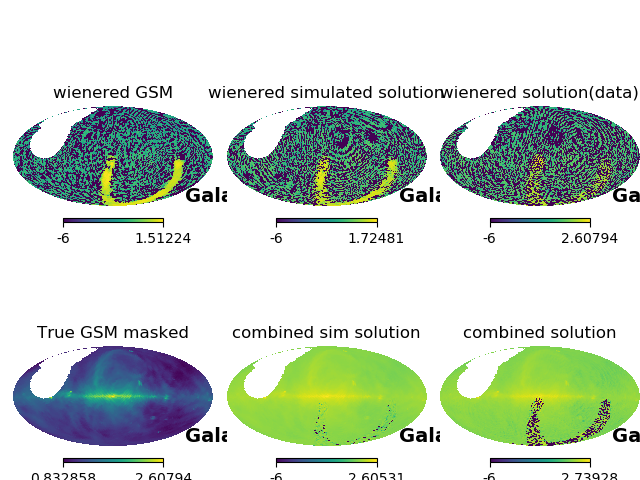 wienered GSM
wienered simulated solution
wienered solution(data)
Gala
Gala
Ga
-6 1.51224
-6 1.72481
-6 2.60794
True GSM masked
combined sim solution
combined solution
Gala
Gala
Ga
0.832858 2.60794
-6 2.60531
-6 2.73928